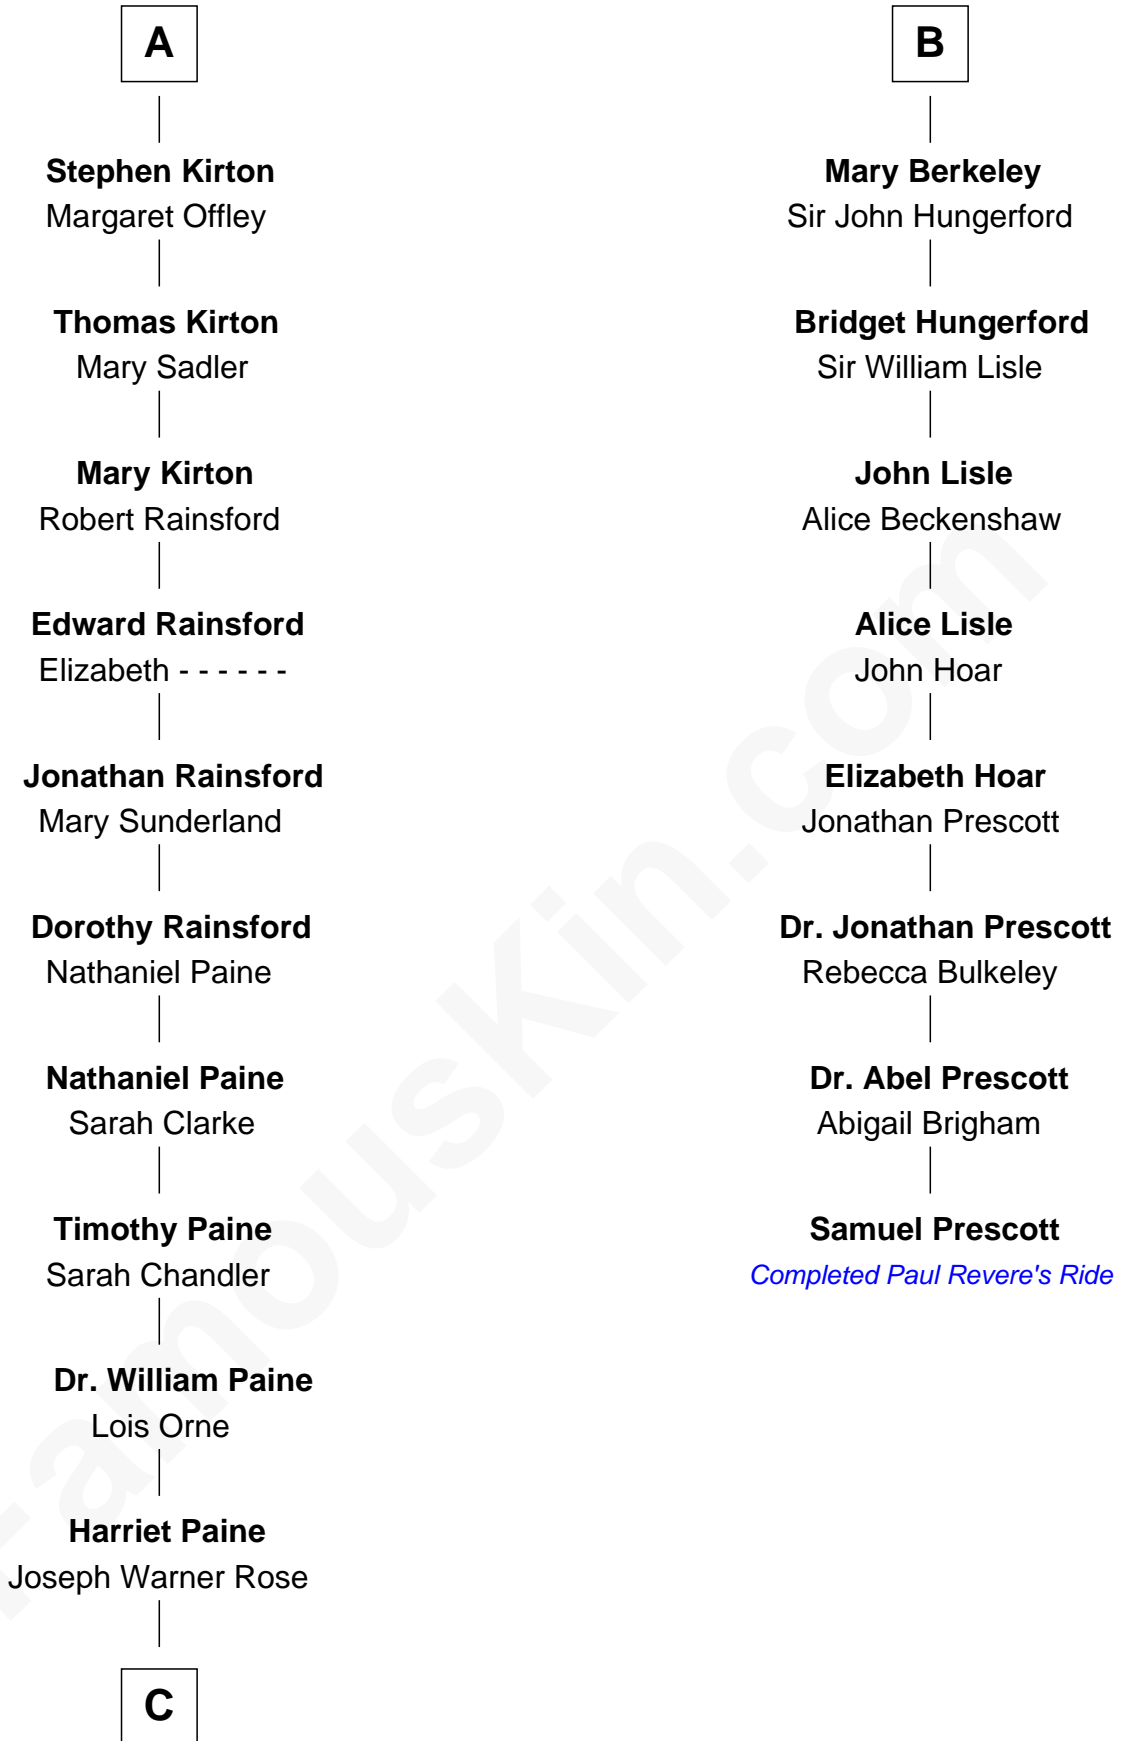 A
Stephen Kirton
Margaret Offley
Thomas Kirton
Mary Sadler
Mary Kirton
Robert Rainsford
Edward Rainsford
Elizabeth - - - - - -
Jonathan Rainsford
Mary Sunderland
Dorothy Rainsford
Nathaniel Paine
Nathaniel Paine
Sarah Clarke
Timothy Paine
Sarah Chandler
Dr. William Paine
Lois Orne
Harriet Paine
Joseph Warner Rose
C
B
Mary Berkeley
Sir John Hungerford
Bridget Hungerford
Sir William Lisle
John Lisle
Alice Beckenshaw
Alice Lisle
John Hoar
Elizabeth Hoar
Jonathan Prescott
Dr. Jonathan Prescott
Rebecca Bulkeley
Dr. Abel Prescott
Abigail Brigham
Samuel Prescott
Completed Paul Revere's Ride
FamousKin.com